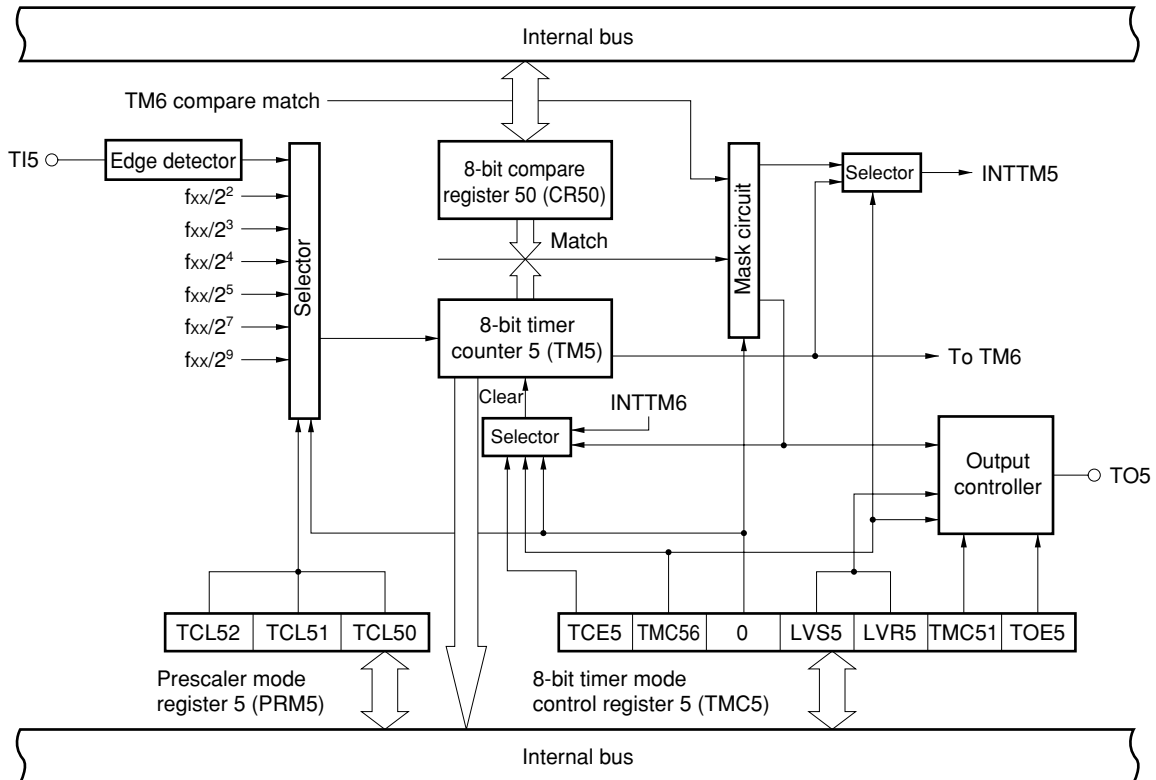 Internal bus
TM6 compare match
TI5
Edge detector
fxx/2²
fxx/2³
fxx/2⁴
fxx/2⁵
fxx/2⁷
fxx/2⁹
Selector
8-bit compare
register 50 (CR50)
Match
8-bit timer
counter 5 (TM5)
Clear
Selector
INTTM6
Mask circuit
Selector
INTTM5
To TM6
Output
controller
TO5
TCL52 TCL51 TCL50
Prescaler mode
register 5 (PRM5)
TCE5 TMC56 0 LVS5 LVR5 TMC51 TOE5
8-bit timer mode
control register 5 (TMC5)
Internal bus